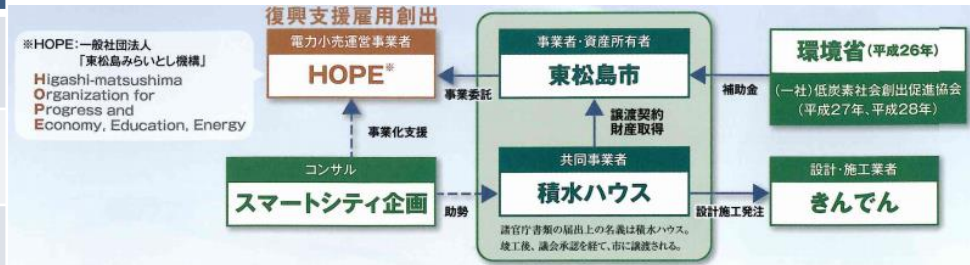 復興支援雇用創出
※HOPE:一般社団法人
「東松島みらいとし機構」
Higashi-matsushima
Organization for
Progress and
Economy, Education, Energy
電力小売運営事業者
HOPE※
事業委託
事業者・資産所有者
東松島市
補助金
環境省(平成26年)
(一社)低炭素社会創出促進協会
(平成27年、平成28年)
事業化支援
譲渡契約
財産取得
コンサル
スマートシティ企画
助勢
共同事業者
積水ハウス
設計施工発注
設計・施工業者
きんでん
諸官庁書類の届出上の名義は積水ハウス。
竣工後、議会承認を経て、市に譲渡される。